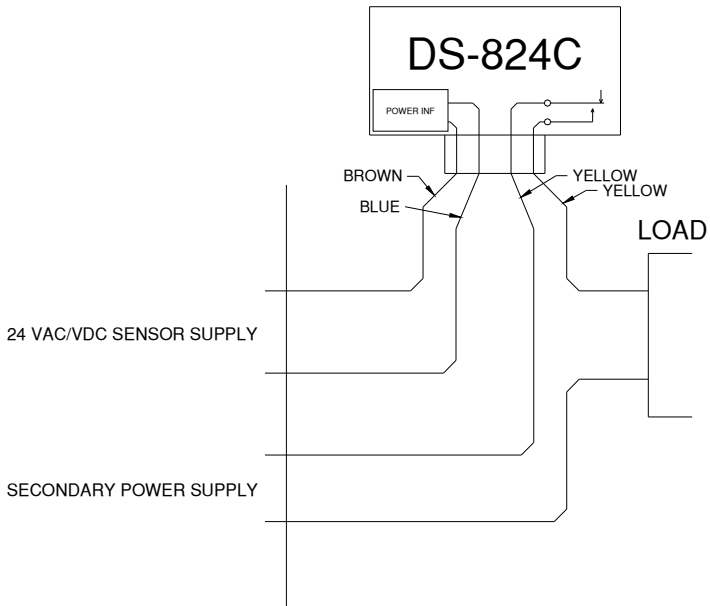 DS-824C
POWER INF
BROWN
YELLOW
YELLOW
BLUE
LOAD
24 VAC/VDC SENSOR SUPPLY
SECONDARY POWER SUPPLY